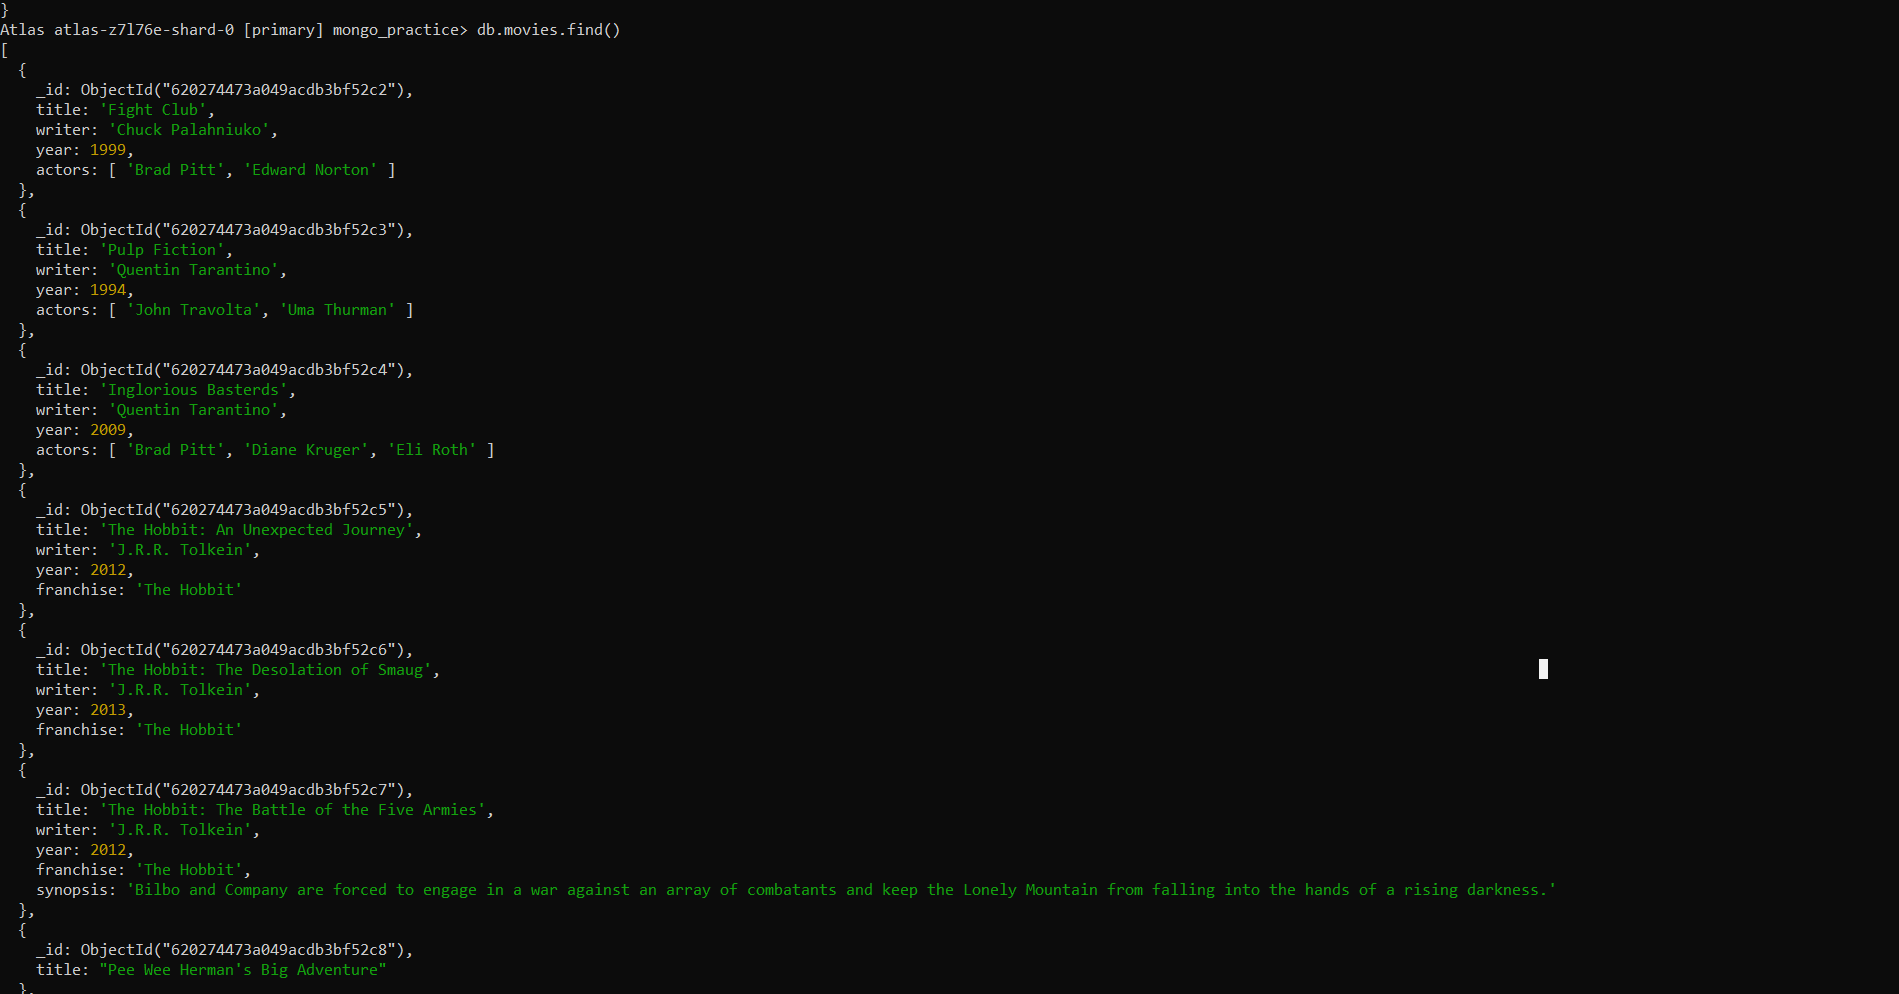 }
Atlas atlas-z7l76e-shard-0 [primary] mongo_practice> db.movies.find()
[
  {
    _id: ObjectId("620274473a049acdb3bf52c2"),
    title: 'Fight Club',
    writer: 'Chuck Palahniuko',
    year: 1999,
    actors: [ 'Brad Pitt', 'Edward Norton' ]
  },
  {
    _id: ObjectId("620274473a049acdb3bf52c3"),
    title: 'Pulp Fiction',
    writer: 'Quentin Tarantino',
    year: 1994,
    actors: [ 'John Travolta', 'Uma Thurman' ]
  },
  {
    _id: ObjectId("620274473a049acdb3bf52c4"),
    title: 'Inglorious Basterds',
    writer: 'Quentin Tarantino',
    year: 2009,
    actors: [ 'Brad Pitt', 'Diane Kruger', 'Eli Roth' ]
  },
  {
    _id: ObjectId("620274473a049acdb3bf52c5"),
    title: 'The Hobbit: An Unexpected Journey',
    writer: 'J.R.R. Tolkein',
    year: 2012,
    franchise: 'The Hobbit'
  },
  {
    _id: ObjectId("620274473a049acdb3bf52c6"),
    title: 'The Hobbit: The Desolation of Smaug',
    writer: 'J.R.R. Tolkein',
    year: 2013,
    franchise: 'The Hobbit'
  },
  {
    _id: ObjectId("620274473a049acdb3bf52c7"),
    title: 'The Hobbit: The Battle of the Five Armies',
    writer: 'J.R.R. Tolkein',
    year: 2012,
    franchise: 'The Hobbit',
    synopsis: 'Bilbo and Company are forced to engage in a war against an array of combatants and keep the Lonely Mountain from falling into the hands of a rising darkness.'
  },
  {
    _id: ObjectId("620274473a049acdb3bf52c8"),
    title: "Pee Wee Herman's Big Adventure"
  },